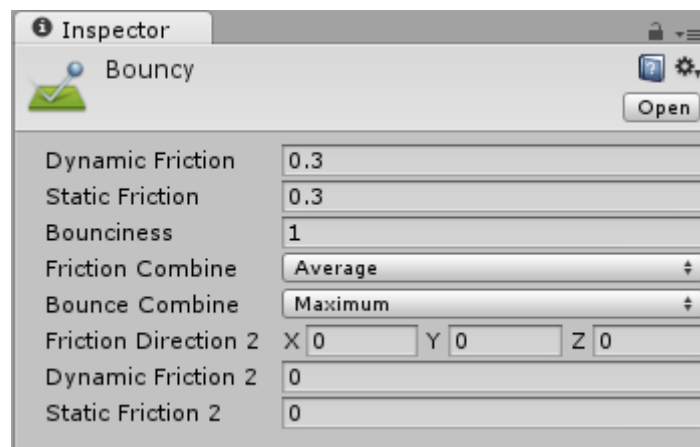 Inspector
Bouncy
Open
Dynamic Friction 0.3
Static Friction 0.3
Bounciness 1
Friction Combine Average
Bounce Combine Maximum
Friction Direction 2 X 0 Y 0 Z 0
Dynamic Friction 2 0
Static Friction 2 0